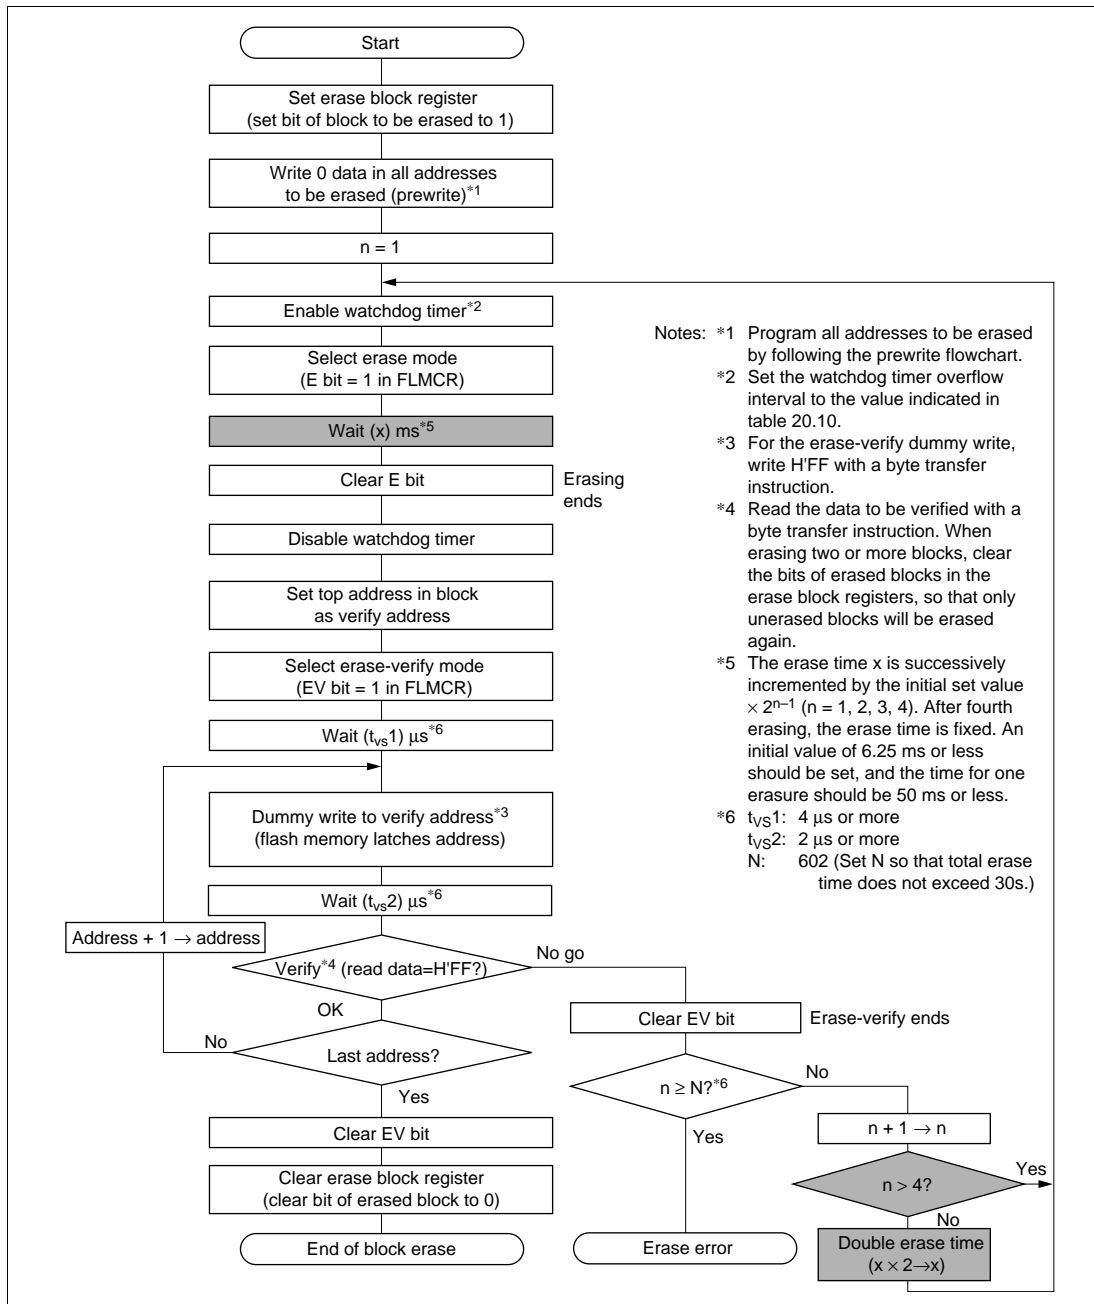 Start
Set erase block register
(set bit of block to be erased to 1)
Write 0 data in all addresses
to be erased (prewrite)*1
n = 1
Enable watchdog timer*2
Select erase mode
(E bit = 1 in FLMCR)
Wait (x) ms*5
Clear E bit
Erasing
ends
Disable watchdog timer
Set top address in block
as verify address
Select erase-verify mode
(EV bit = 1 in FLMCR)
Wait (tvs1) μs*6
Dummy write to verify address*3
(flash memory latches address)
Wait (tvs2) μs*6
Address + 1 → address
Verify*4 (read data=H'FF?)
No go
OK
Last address?
No
Yes
Clear EV bit
Clear erase block register
(clear bit of erased block to 0)
End of block erase
Clear EV bit
Erase-verify ends
n ≥ N?*6
No
Yes
Erase error
n + 1 → n
n > 4?
Yes
No
Double erase time
(x × 2→x)
Notes: *1 Program all addresses to be erased
by following the prewrite flowchart.
*2 Set the watchdog timer overflow
interval to the value indicated in
table 20.10.
*3 For the erase-verify dummy write,
write H'FF with a byte transfer
instruction.
*4 Read the data to be verified with a
byte transfer instruction. When
erasing two or more blocks, clear
the bits of erased blocks in the
erase block registers, so that only
unerased blocks will be erased
again.
*5 The erase time x is successively
incremented by the initial set value
× 2n–1 (n = 1, 2, 3, 4). After fourth
erasing, the erase time is fixed. An
initial value of 6.25 ms or less
should be set, and the time for one
erasure should be 50 ms or less.
*6 tVS1: 4 μs or more
tVS2: 2 μs or more
N: 602 (Set N so that total erase
time does not exceed 30s.)